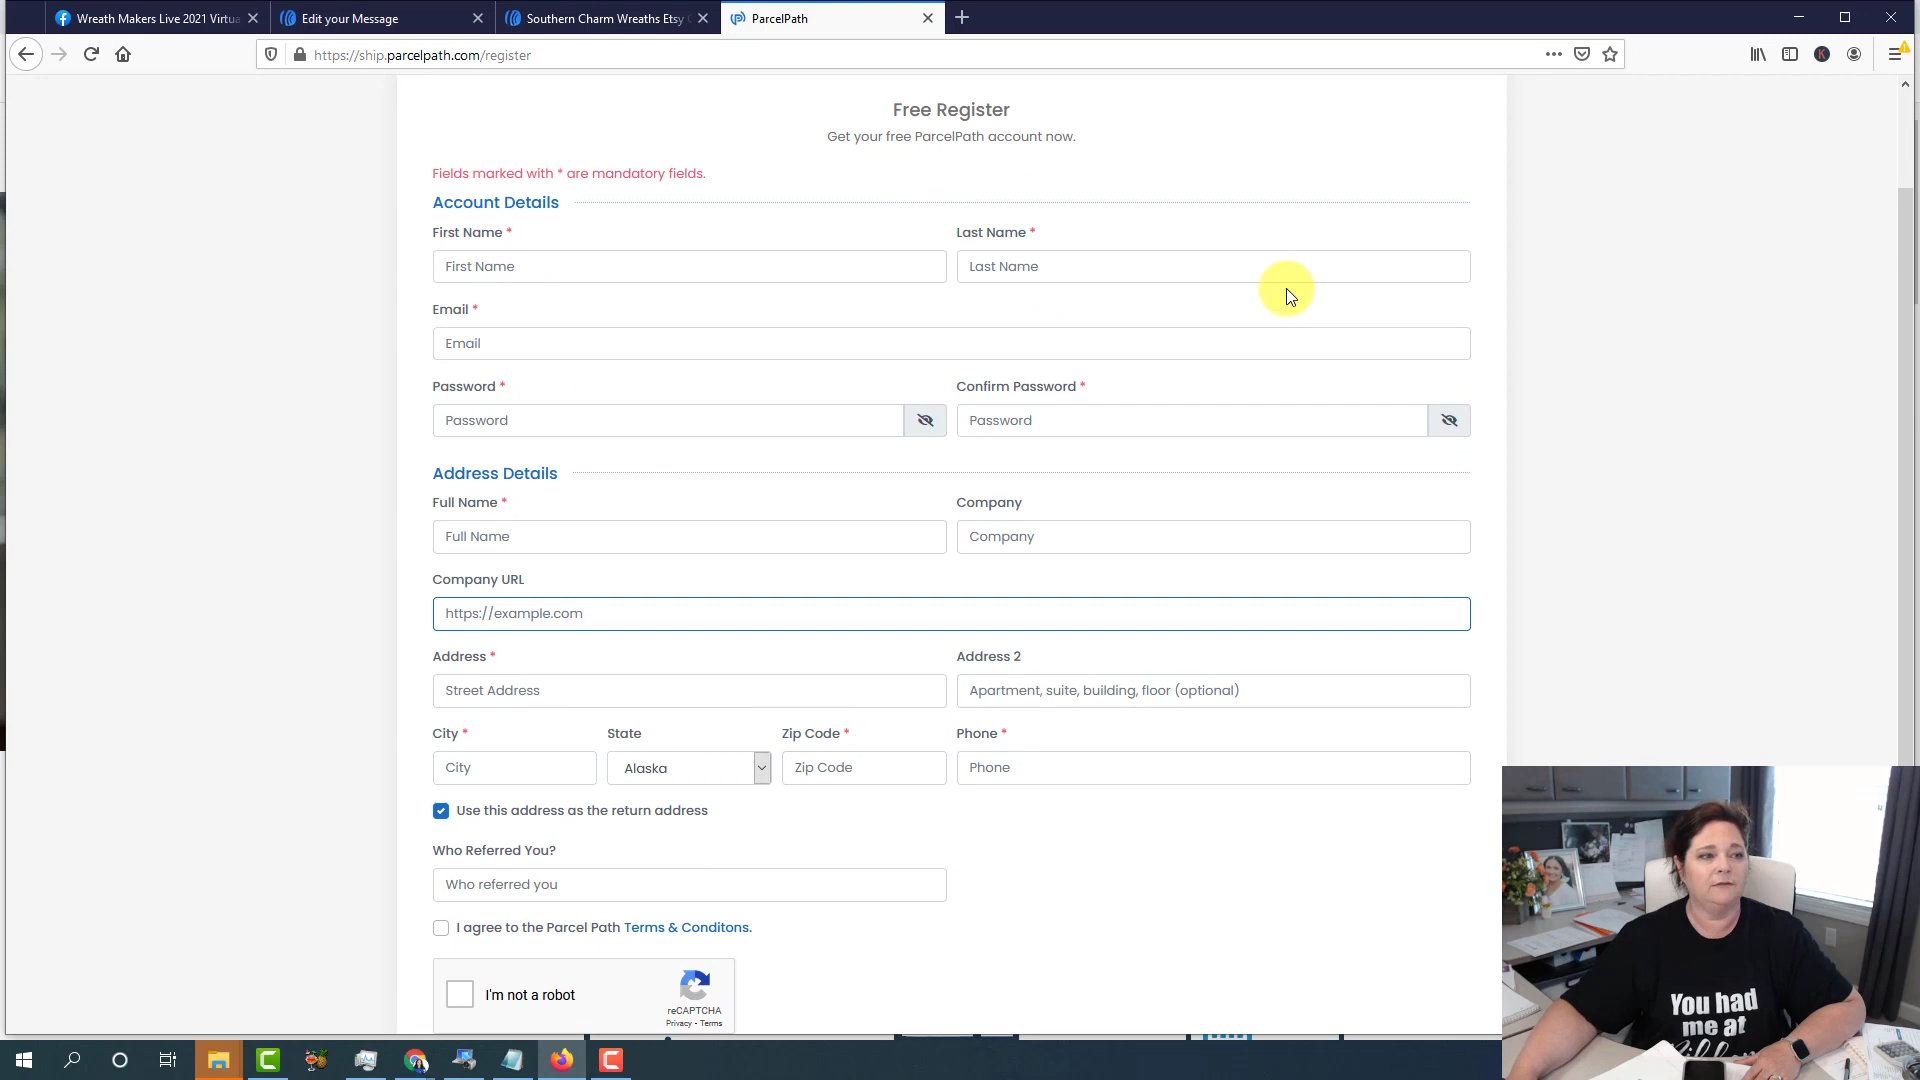 Wreath Makers Live 2021 Virtua
Edit your Message
Southern Charm Wreaths Etsy
ParcelPath
https://ship.parcelpath.com/register
Free Register
Get your free ParcelPath account now.
Fields marked with * are mandatory fields.
Account Details
First Name *
Last Name *
First Name
Last Name
Email *
Email
Password *
Confirm Password *
Password
Password
Address Details
Full Name *
Company
Full Name
Company
Company URL
https://example.com
Address *
Address 2
Street Address
Apartment, suite, building, floor (optional)
City *
State
Zip Code *
Phone *
City
Alaska
Zip Code
Phone
Use this address as the return address
Who Referred You?
Who referred you
I agree to the Parcel Path Terms & Conditons.
I'm not a robot
reCAPTCHA
Privacy - Terms
You had
me at
Ribbon